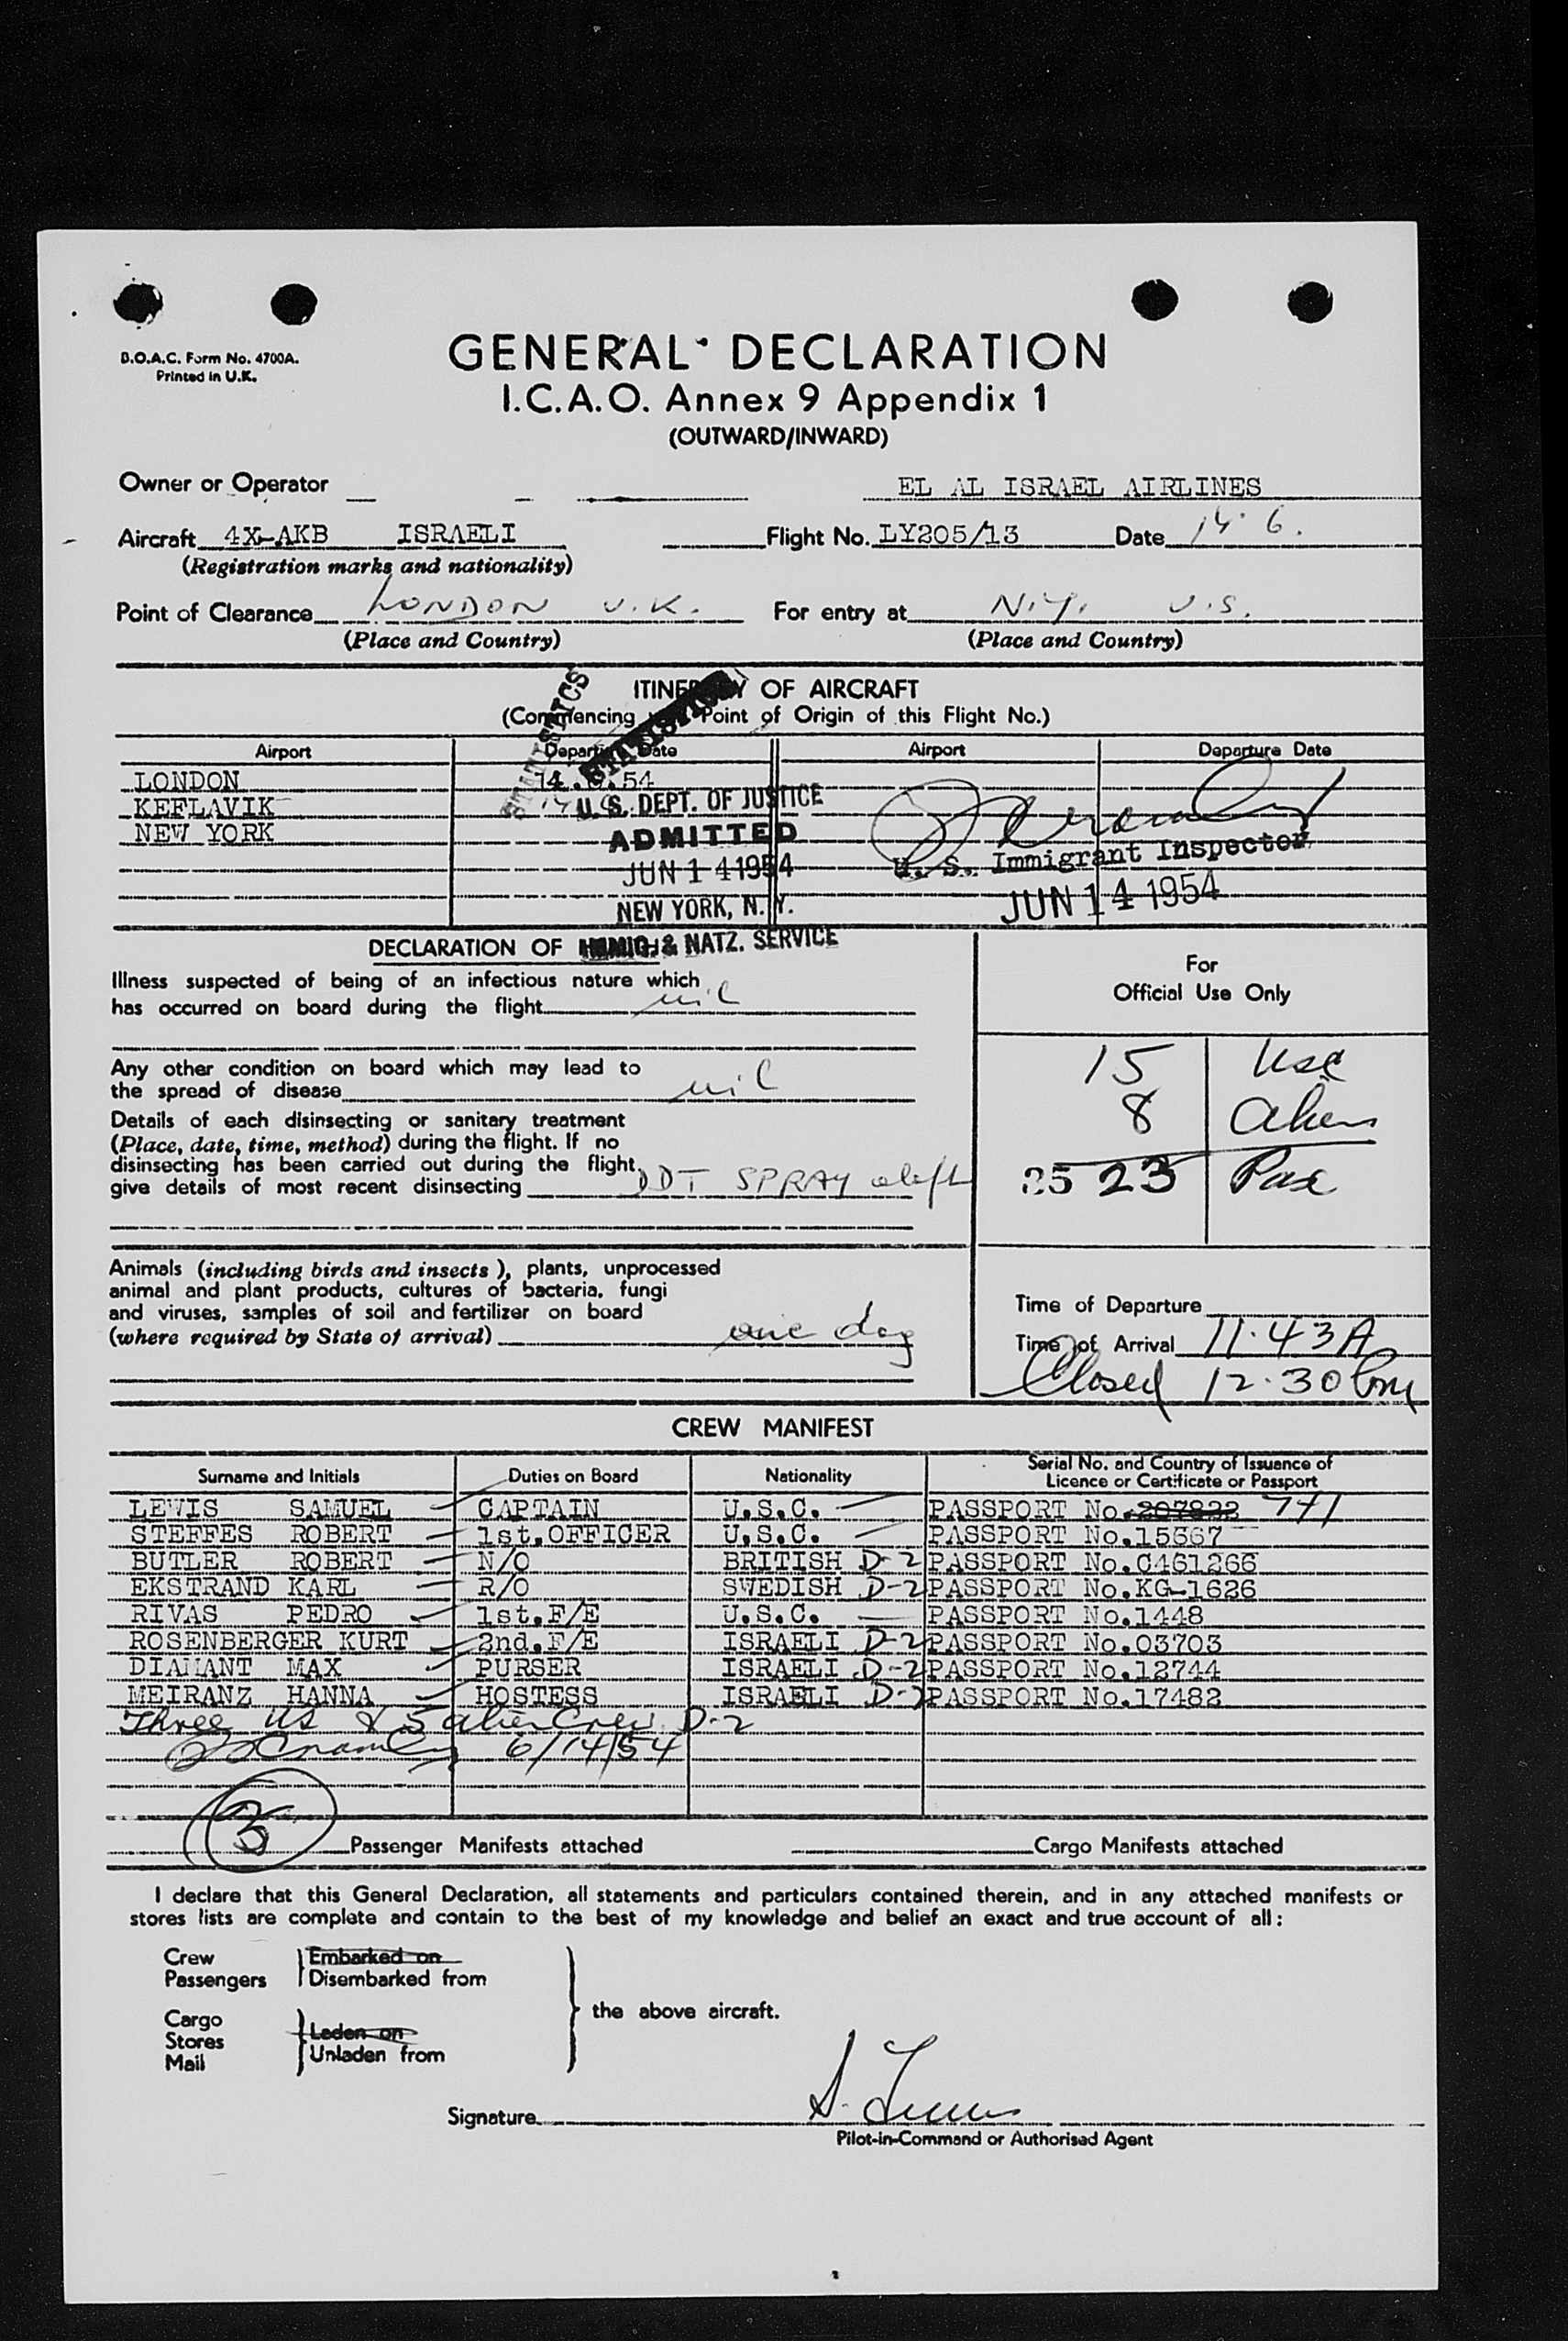 B.O.A.C. Form No. 4700A.
Printed in U.K.
GENERAL DECLARATION
I.C.A.O. Annex 9 Appendix 1
(OUTWARD/INWARD)
Owner or Operator EL AL ISRAEL AIRLINES
Aircraft 4X-AKB ISRAELI Flight No. LY205/13 Date 14.6.
(Registration marks and nationality)
Point of Clearance LONDON U.K. For entry at N.Y. U.S.
(Place and Country) (Place and Country)
STATISTICS
ITINERARY OF AIRCRAFT
(Commencing Point of Origin of this Flight No.)
Airport Departure Date Airport Departure Date
LONDON 14.6.54
KEFLAVIK
NEW YORK
U. S. DEPT. OF JUSTICE
ADMITTED
JUN 14 1954
NEW YORK, N. Y.
IMMIG. & NATZ. SERVICE
U. S. Immigrant Inspector
JUN 14 1954
DECLARATION OF HEALTH
Illness suspected of being of an infectious nature which
has occurred on board during the flight nil
Any other condition on board which may lead to
the spread of disease nil
Details of each disinsecting or sanitary treatment
(Place, date, time, method) during the flight. If no
disinsecting has been carried out during the flight,
give details of most recent disinsecting DDT SPRAY aloft
Animals (including birds and insects), plants, unprocessed
animal and plant products, cultures of bacteria, fungi
and viruses, samples of soil and fertilizer on board
(where required by State of arrival) one dog
For
Official Use Only
15 Usc
8 Aliens
23 Pax
Time of Departure
Time of Arrival 11.43A
Closed 12.30 pm
CREW MANIFEST
Surname and Initials Duties on Board Nationality Serial No. and Country of Issuance of
Licence or Certificate or Passport
LEWIS SAMUEL CAPTAIN U.S.C. PASSPORT No. 207832 741
STEFFES ROBERT 1st.OFFICER U.S.C. PASSPORT No.15367
BUTLER ROBERT N/O BRITISH D-2 PASSPORT No.C461266
EKSTRAND KARL R/O SWEDISH D-2 PASSPORT No.KG-1626
RIVAS PEDRO 1st.F/E U.S.C. PASSPORT No.1448
ROSENBERGER KURT 2nd.F/E ISRAELI D-2 PASSPORT No.03703
DIAMANT MAX PURSER ISRAELI D-2 PASSPORT No.12744
MEIRANZ HANNA HOSTESS ISRAELI D-2 PASSPORT No.17482
Three US & 5 alien Crew D-2
6/14/54
3 Passenger Manifests attached Cargo Manifests attached
I declare that this General Declaration, all statements and particulars contained therein, and in any attached manifests or
stores lists are complete and contain to the best of my knowledge and belief an exact and true account of all:
Crew Embarked on
Passengers Disembarked from
the above aircraft.
Cargo
Stores Laden on
Mail Unladen from
Signature S. Lewis
Pilot-in-Command or Authorised Agent